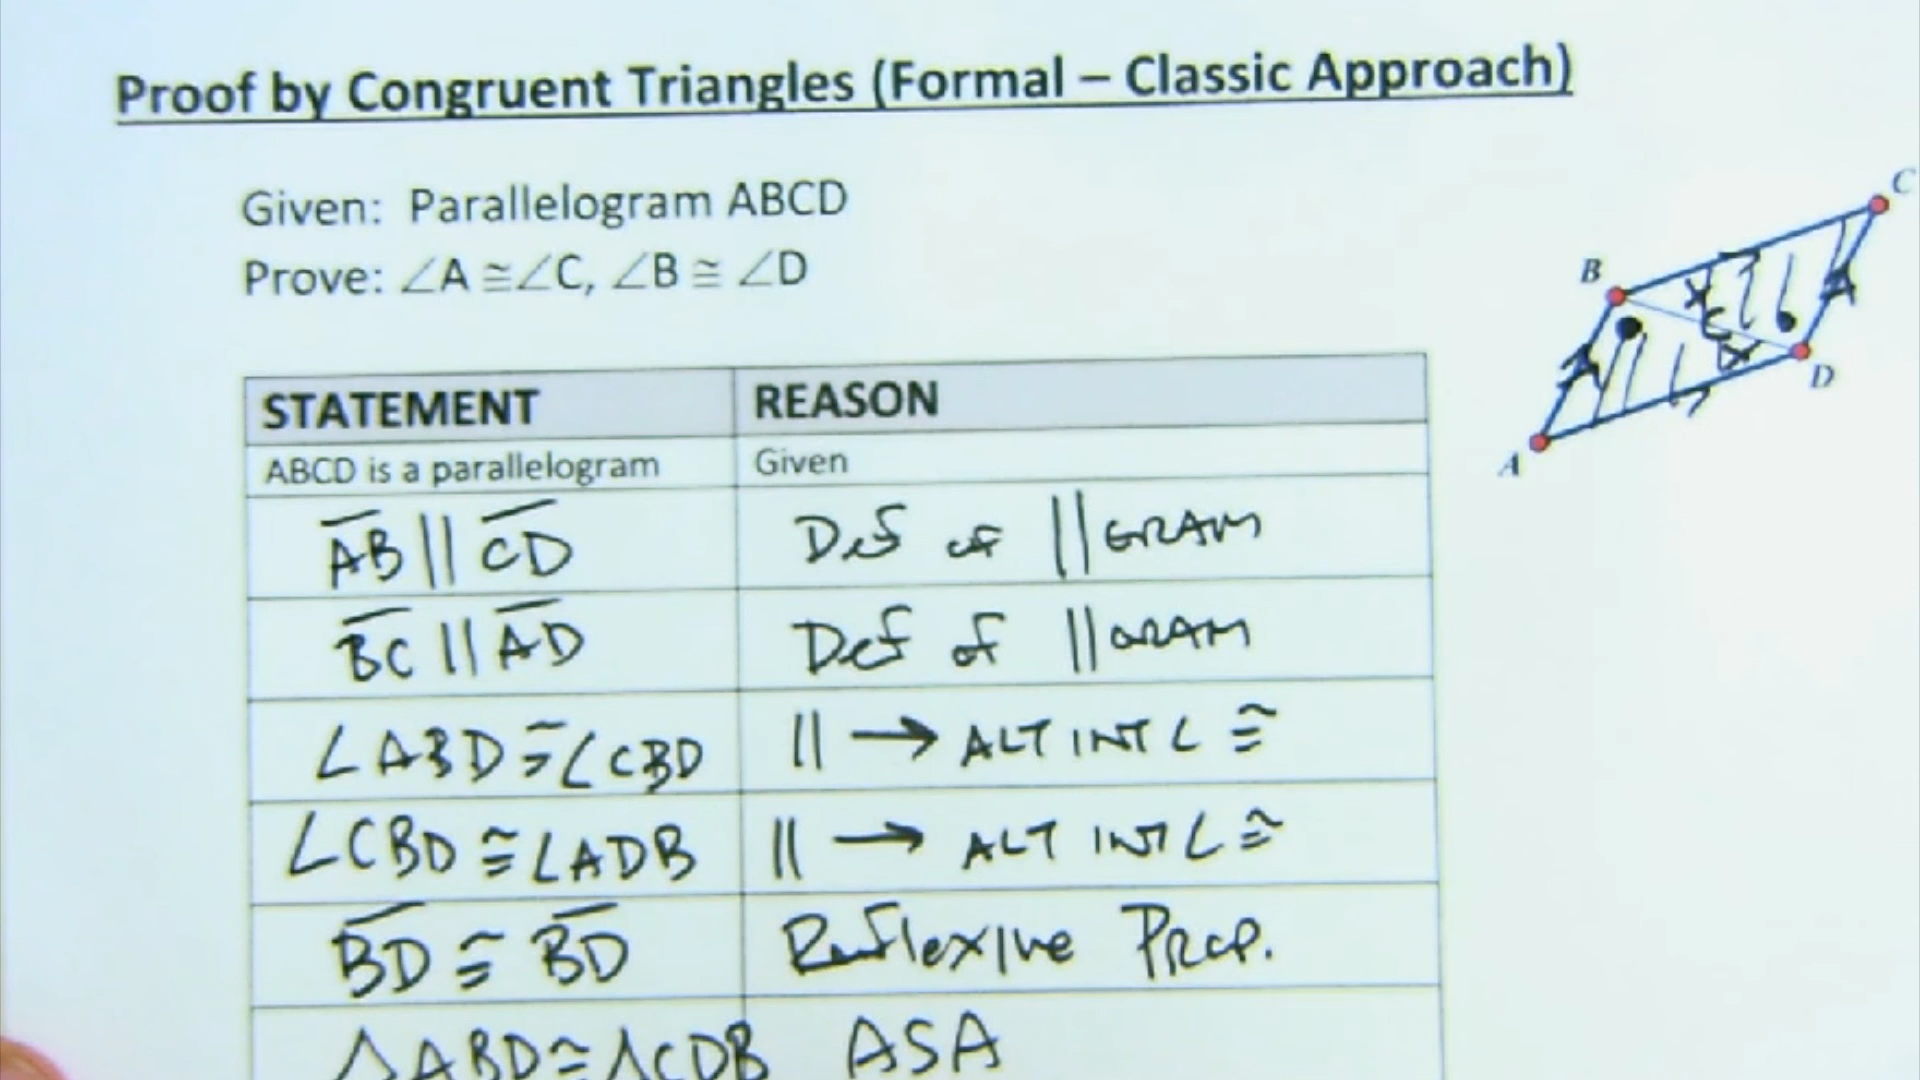 Proof by Congruent Triangles (Formal – Classic Approach)
Given: Parallelogram ABCD
Prove: ∠A ≅ ∠C, ∠B ≅ ∠D
C
B
D
A
STATEMENT REASON
ABCD is a parallelogram Given
AB || CD Def of || GRAM
BC || AD Def of || GRAM
∠ABD ≅ ∠CBD || → ALT INT ∠ ≅
∠CBD ≅ ∠ADB || → ALT INT ∠ ≅
BD ≅ BD Reflexive Prop.
△ABD ≅ △CDB ASA